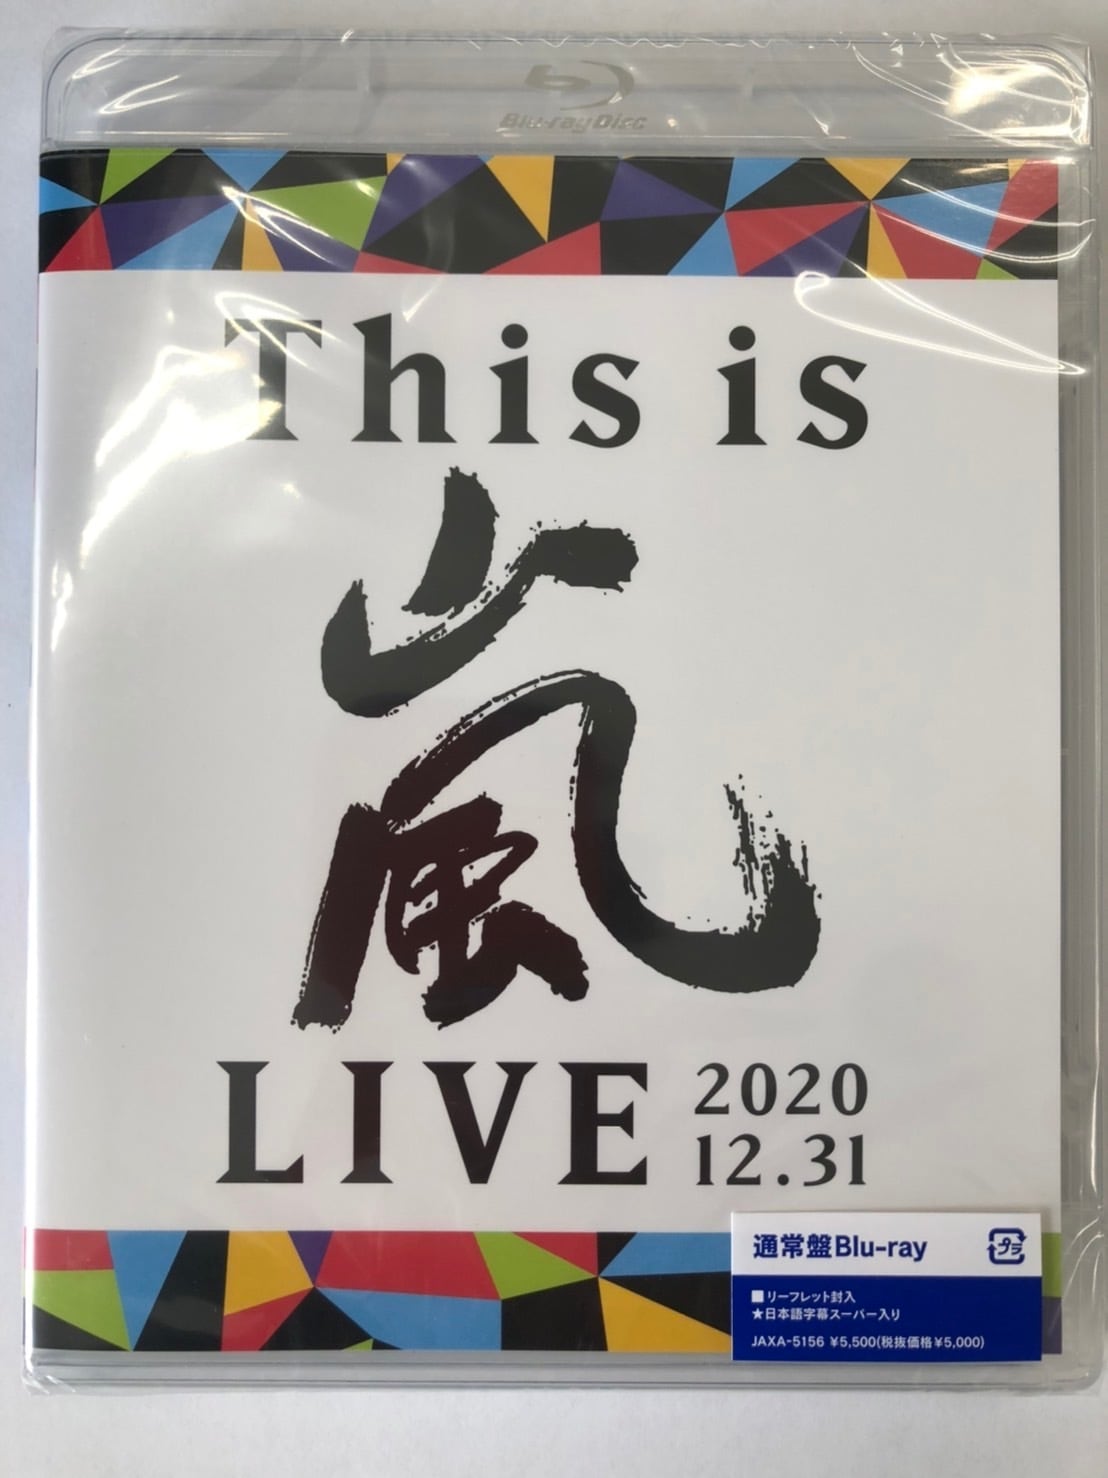 Blu-ray Disc
This is
嵐
LIVE 2020
12.31
通常盤Blu-ray
プラ
■リーフレット封入
★日本語字幕スーパー入り
JAXA-5156 ¥5,500(税抜価格¥5,000)